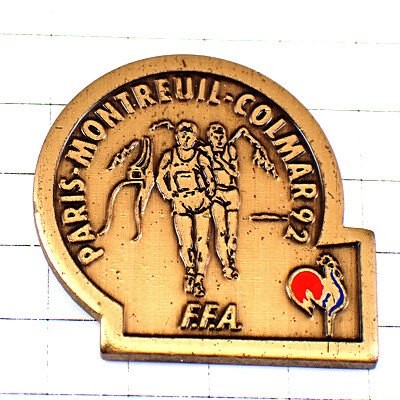 PARIS-MONTREUIL-COLMAR 92
F.F.A.